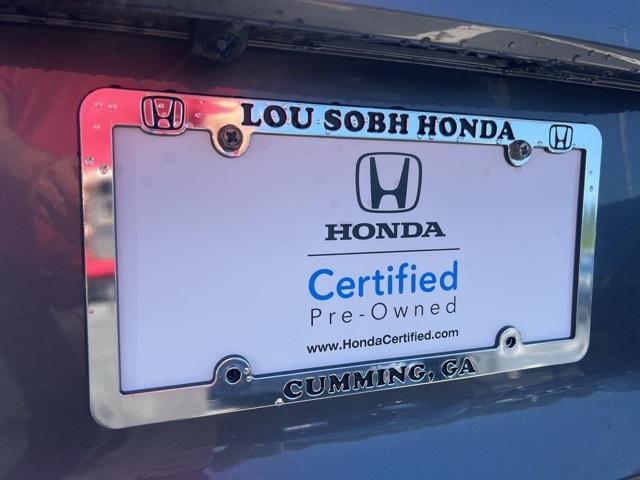 LOU SOBH HONDA
HONDA
Certified
Pre-Owned
www.HondaCertified.com
CUMMING, GA